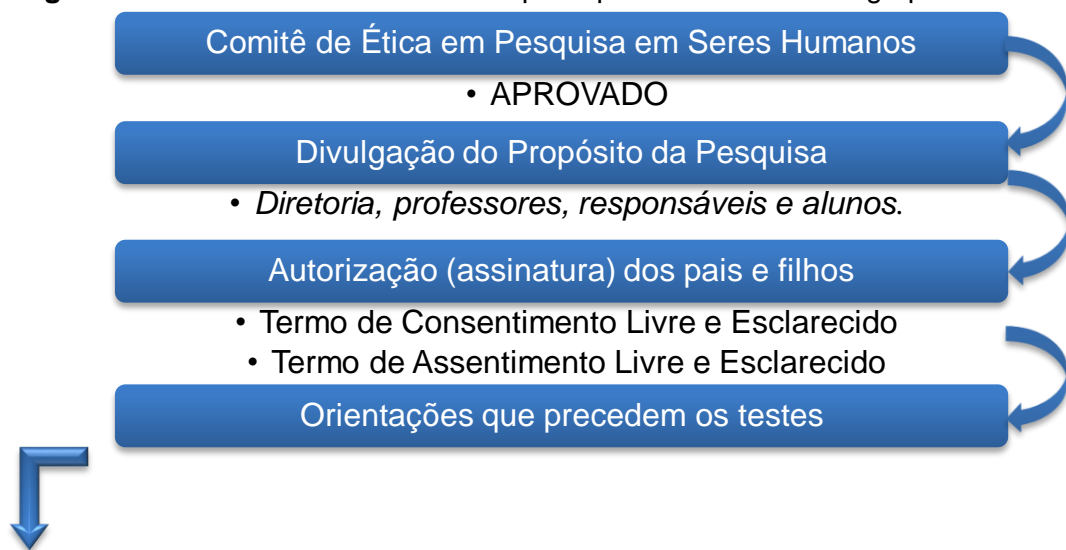 Comitê de Ética em Pesquisa em Seres Humanos
• APROVADO
Divulgação do Propósito da Pesquisa
• Diretoria, professores, responsáveis e alunos.
Autorização (assinatura) dos pais e filhos
• Termo de Consentimento Livre e Esclarecido
• Termo de Assentimento Livre e Esclarecido
Orientações que precedem os testes